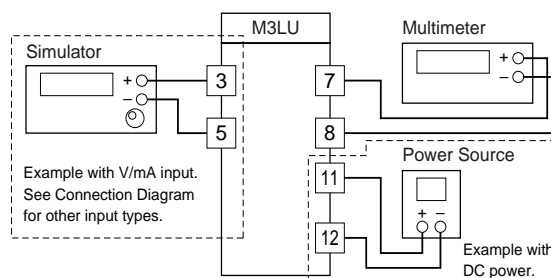 M3LU
Simulator
+
−
3
5
Example with V/mA input.
See Connection Diagram
for other input types.
7
8
11
12
Multimeter
+
−
Power Source
+ −
Example with
DC power.